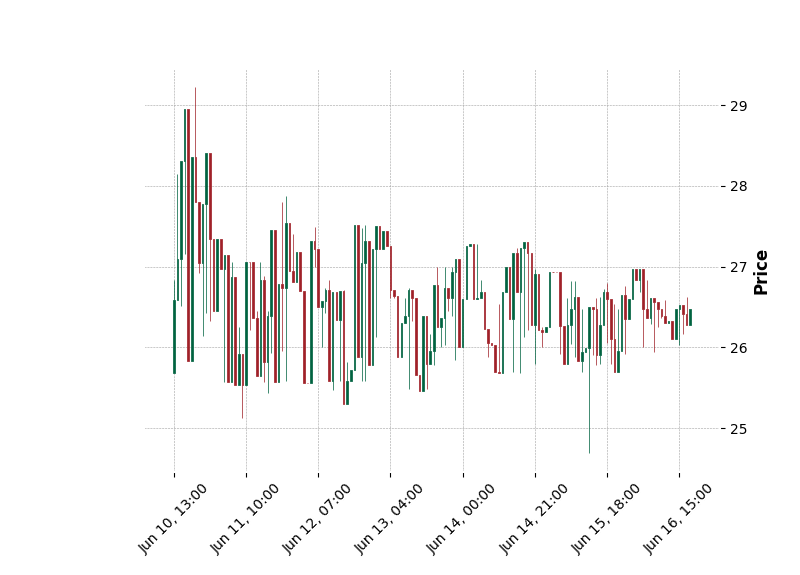 29
28
27
26
25
Price
Jun 10, 13:00
Jun 11, 10:00
Jun 12, 07:00
Jun 13, 04:00
Jun 14, 00:00
Jun 14, 21:00
Jun 15, 18:00
Jun 16, 15:00